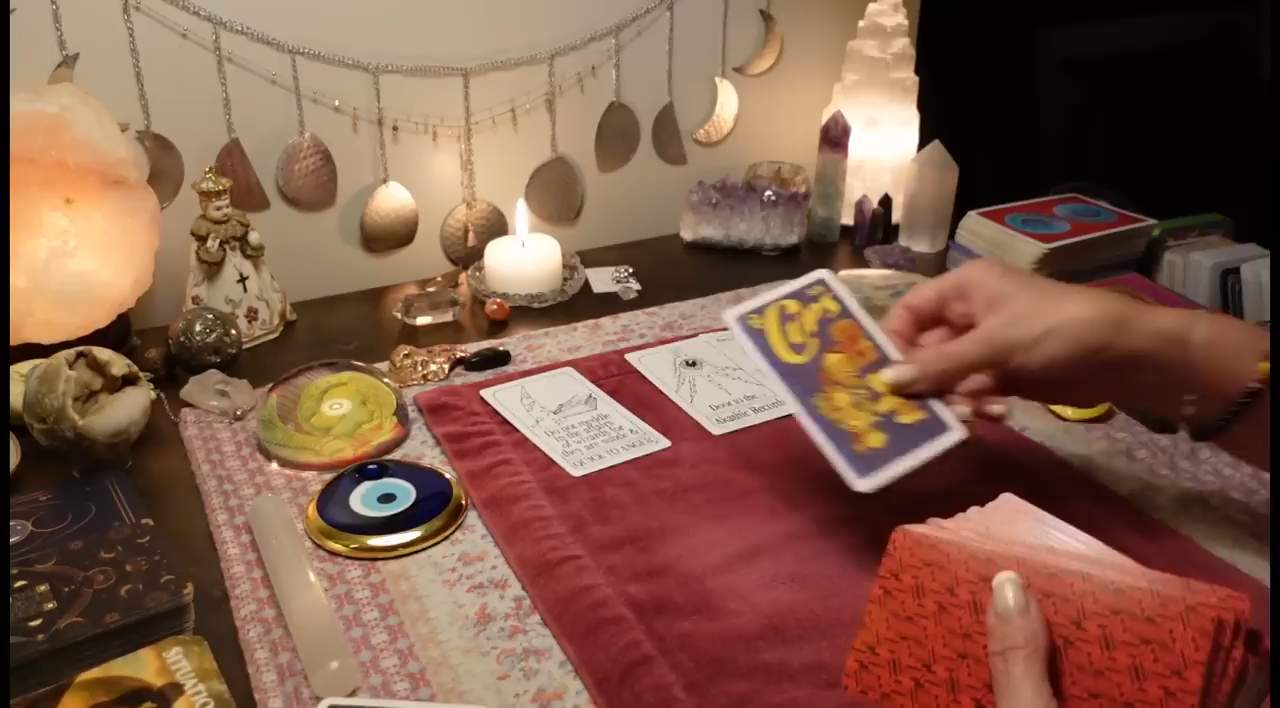 Do not meddle
in the affairs
of wizards for
they are subtle &
QUICK TO ANGER
Door to the
Akashic Records
SITUATIO